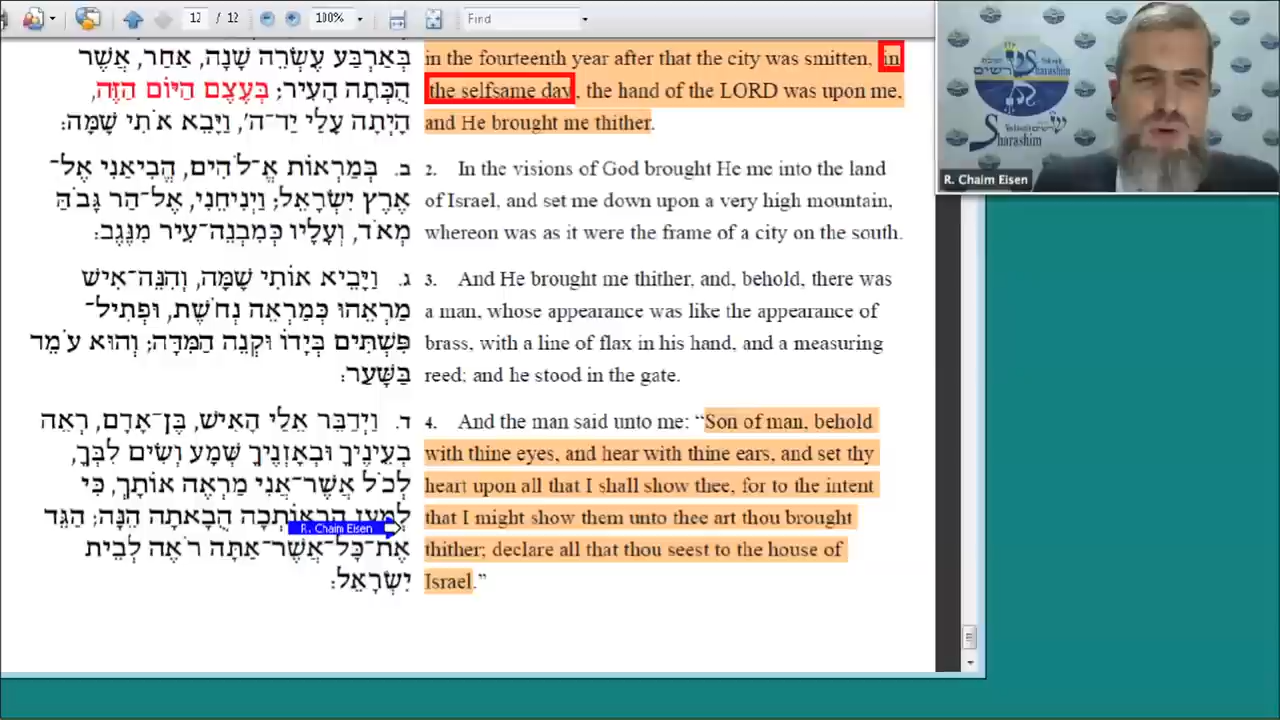 12 / 12
100%
Find
בְּאַרְבַּע עֶשְׂרֵה שָׁנָה, אַחַר, אֲשֶׁר
הֻכְּתָה הָעִיר; בְּעֶצֶם הַיּוֹם הַזֶּה,
הָיְתָה עָלַי יַד־ה', וַיָּבֵא אֹתִי שָׁמָּה:
in the fourteenth year after that the city was smitten, in
the selfsame day, the hand of the LORD was upon me,
and He brought me thither.
ב. בְּמַרְאוֹת אֱ־לֹהִים, הֱבִיאַנִי אֶל־
אֶרֶץ יִשְׂרָאֵל; וַיְנִיחֵנִי, אֶל־הַר גָּבֹהַּ
מְאֹד, וְעָלָיו כְּמִבְנֵה־עִיר מִנֶּגֶב:
2. In the visions of God brought He me into the land
of Israel, and set me down upon a very high mountain,
whereon was as it were the frame of a city on the south.
ג. וַיָּבֵיא אוֹתִי שָׁמָּה, וְהִנֵּה־אִישׁ
מַרְאֵהוּ כְּמַרְאֵה נְחֹשֶׁת, וּפְתִיל־
פִּשְׁתִּים בְּיָדוֹ וּקְנֵה הַמִּדָּה; וְהוּא עֹמֵד
בַּשָּׁעַר:
3. And He brought me thither, and, behold, there was
a man, whose appearance was like the appearance of
brass, with a line of flax in his hand, and a measuring
reed; and he stood in the gate.
ד. וַיְדַבֵּר אֵלַי הָאִישׁ, בֶּן־אָדָם, רְאֵה
בְעֵינֶיךָ וּבְאָזְנֶיךָ שְּׁמָע וְשִׂים לִבְּךָ,
לְכֹל אֲשֶׁר־אֲנִי מַרְאֶה אוֹתָךְ, כִּי
לְמַעַן הַרְאוֹתְכָה הֻבָאתָה הֵנָּה; הַגֵּד
אֶת־כָּל־אֲשֶׁר־אַתָּה רֹאֶה לְבֵית
יִשְׂרָאֵל:
4. And the man said unto me: “Son of man, behold
with thine eyes, and hear with thine ears, and set thy
heart upon all that I shall show thee, for to the intent
that I might show them unto thee art thou brought
thither; declare all that thou seest to the house of
Israel.”
R. Chaim Eisen
Sharashim
Sharashim
R. Chaim Eisen